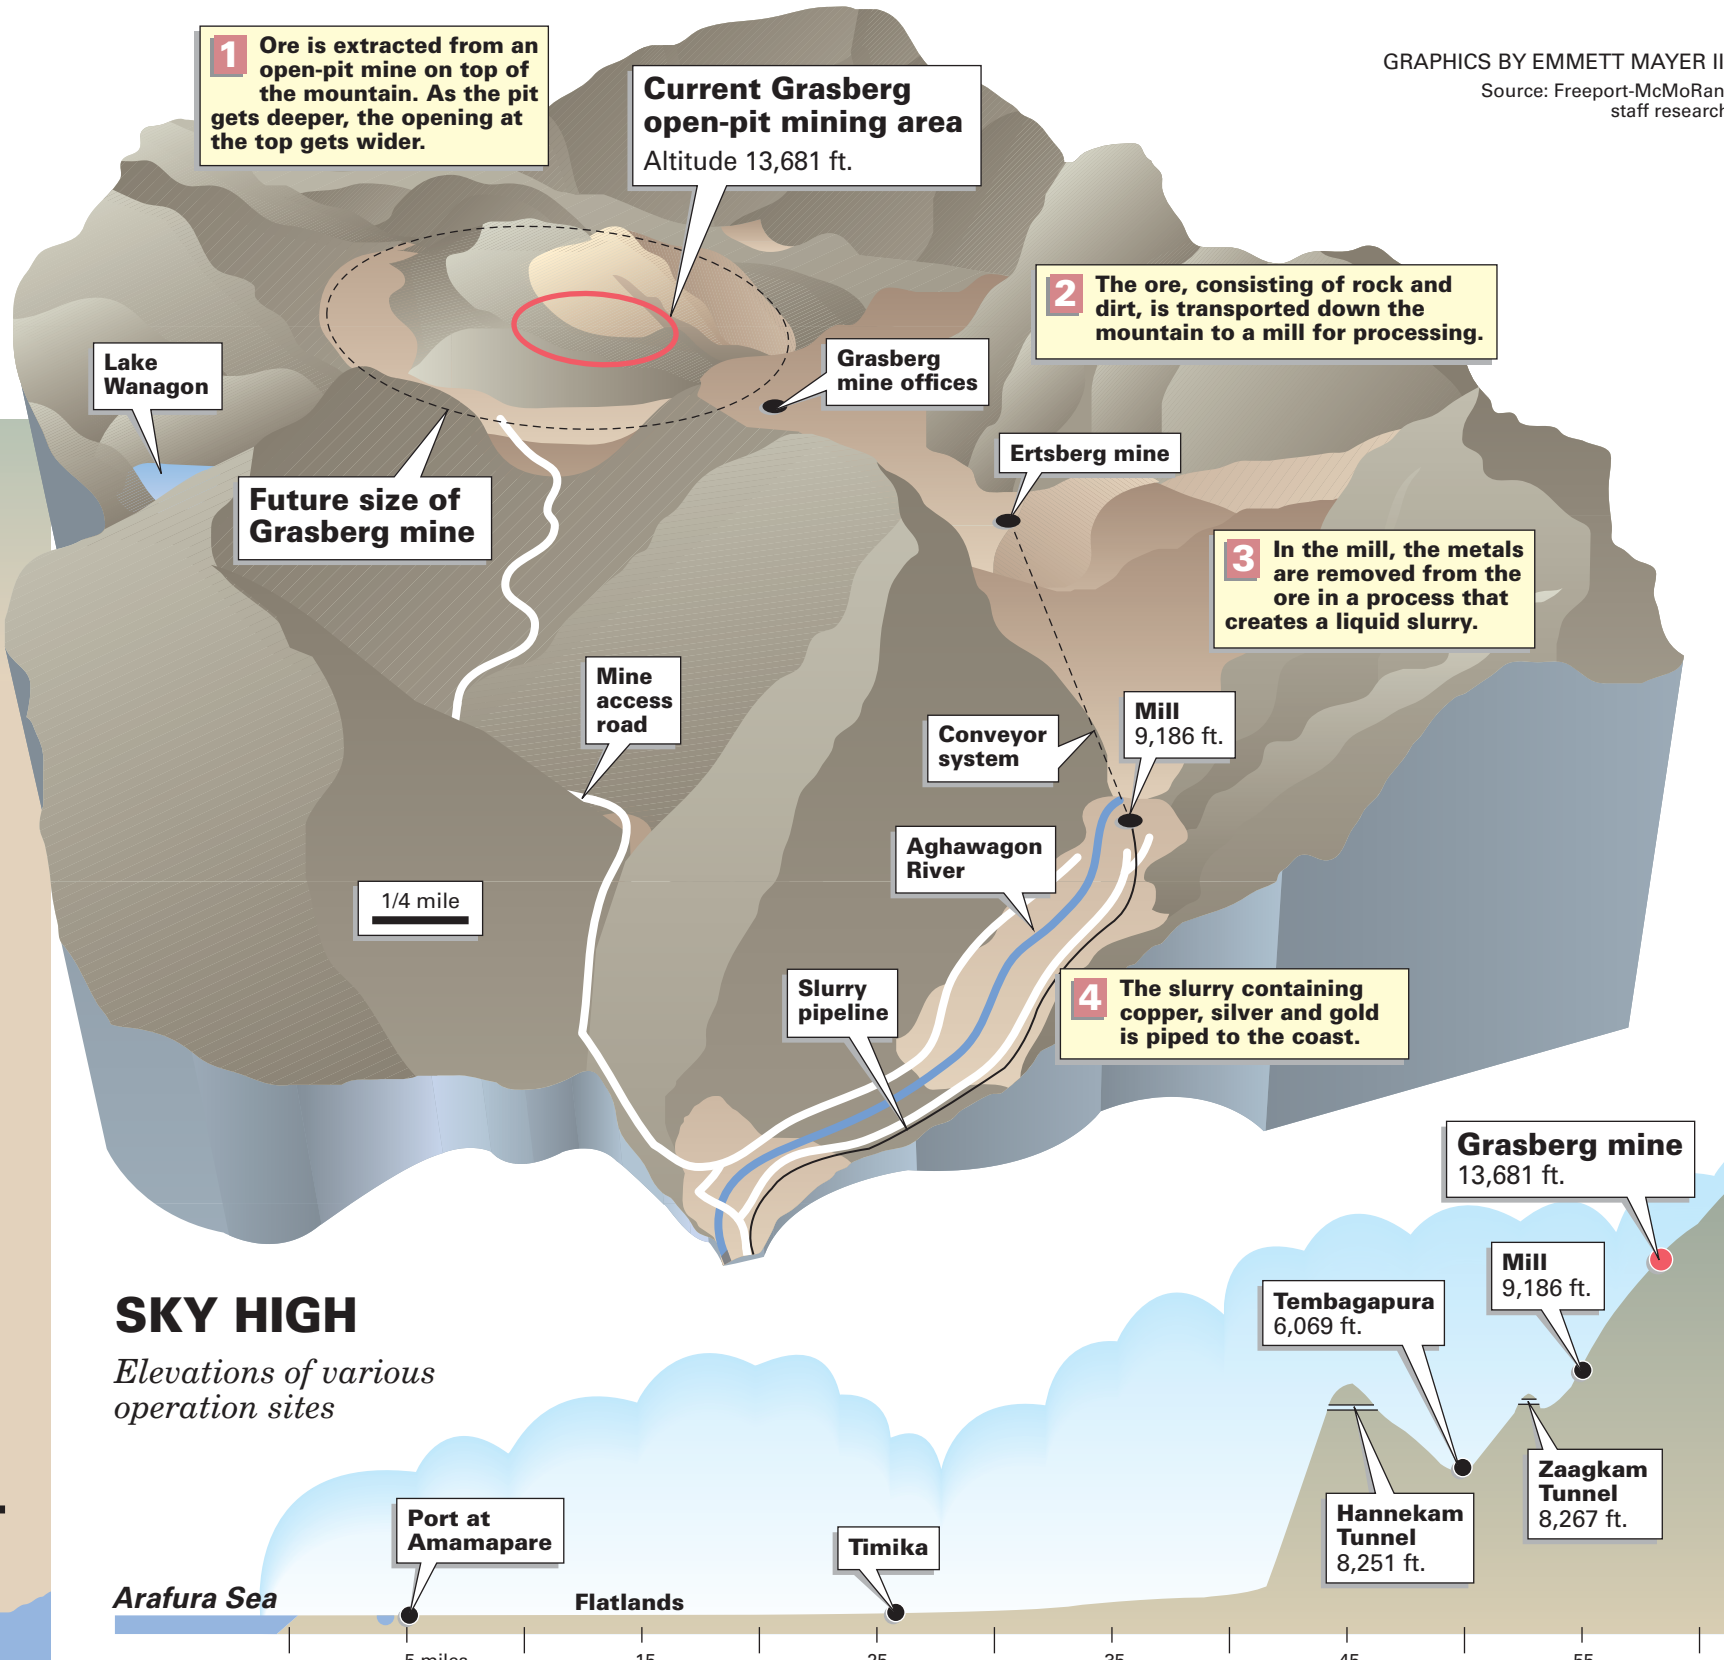 GRAPHICS BY EMMETT MAYER II
Source: Freeport-McMoRan
staff research
1 Ore is extracted from an
open-pit mine on top of
the mountain. As the pit
gets deeper, the opening at
the top gets wider.
Current Grasberg
open-pit mining area
Altitude 13,681 ft.
2 The ore, consisting of rock and
dirt, is transported down the
mountain to a mill for processing.
Lake
Wanagon
Grasberg
mine offices
Ertsberg mine
Future size of
Grasberg mine
3 In the mill, the metals
are removed from the
ore in a process that
creates a liquid slurry.
Mine
access
road
Conveyor
system
Mill
9,186 ft.
Aghawagon
River
1/4 mile
Slurry
pipeline
4 The slurry containing
copper, silver and gold
is piped to the coast.
SKY HIGH
Elevations of various
operation sites
Grasberg mine
13,681 ft.
Mill
9,186 ft.
Tembagapura
6,069 ft.
Zaagkam
Tunnel
8,267 ft.
Hannekam
Tunnel
8,251 ft.
Port at
Amamapare
Timika
Arafura Sea
Flatlands
5 miles 15 25 35 45 55